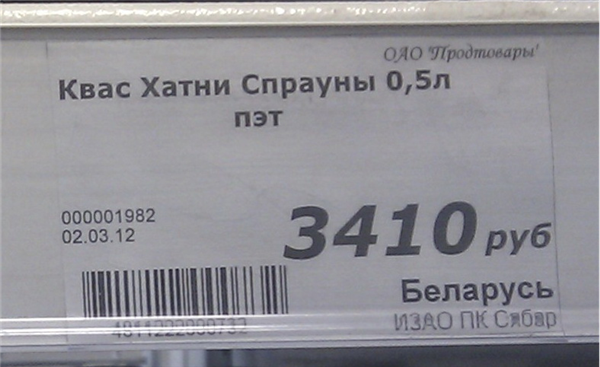 ОАО 'Продтовары'
Квас Хатни Спрауны 0,5л
пэт
000001982
02.03.12
3410 руб
Беларусь
ИЗАО ПК Сябар